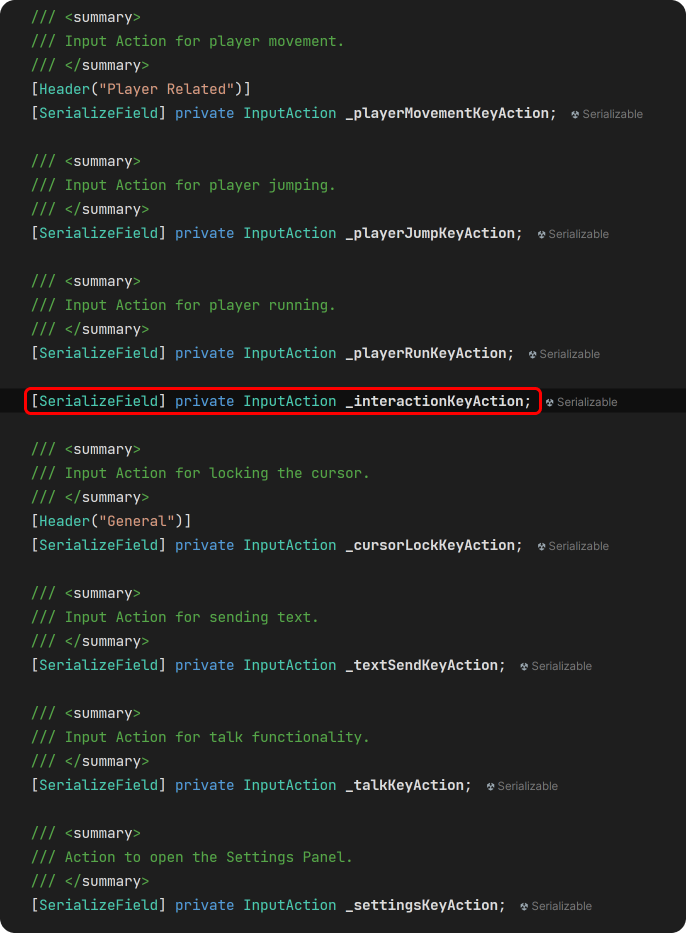 /// <summary>
/// Input Action for player movement.
/// </summary>
[Header("Player Related")]
[SerializeField] private InputAction _playerMovementKeyAction; Serializable
/// <summary>
/// Input Action for player jumping.
/// </summary>
[SerializeField] private InputAction _playerJumpKeyAction; Serializable
/// <summary>
/// Input Action for player running.
/// </summary>
[SerializeField] private InputAction _playerRunKeyAction; Serializable
[SerializeField] private InputAction _interactionKeyAction; Serializable
/// <summary>
/// Input Action for locking the cursor.
/// </summary>
[Header("General")]
[SerializeField] private InputAction _cursorLockKeyAction; Serializable
/// <summary>
/// Input Action for sending text.
/// </summary>
[SerializeField] private InputAction _textSendKeyAction; Serializable
/// <summary>
/// Input Action for talk functionality.
/// </summary>
[SerializeField] private InputAction _talkKeyAction; Serializable
/// <summary>
/// Action to open the Settings Panel.
/// </summary>
[SerializeField] private InputAction _settingsKeyAction; Serializable